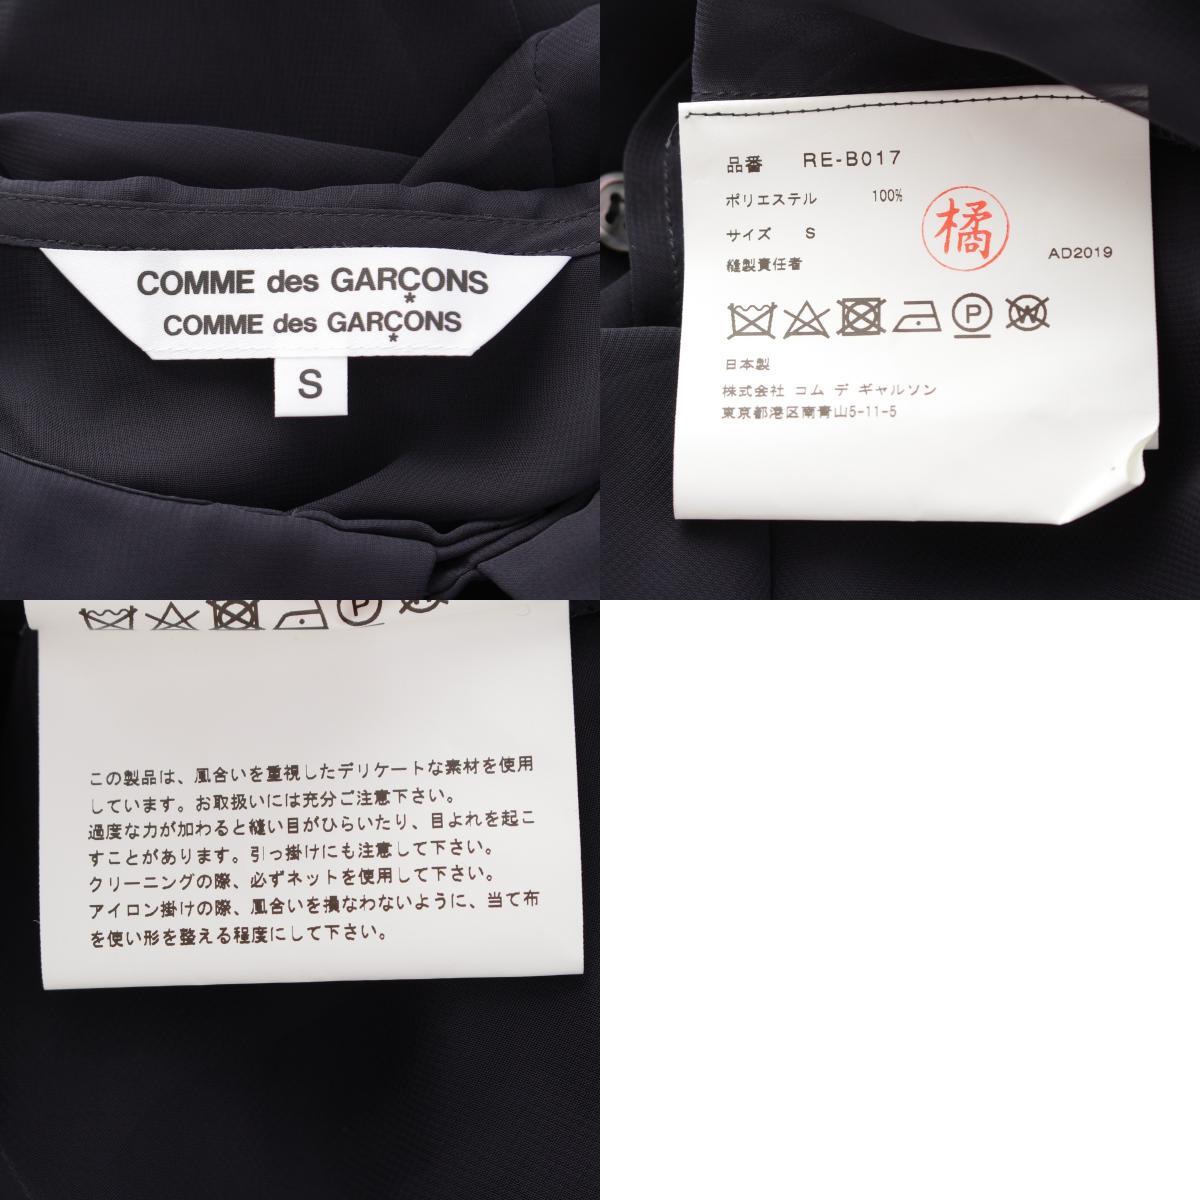 COMME des GARÇONS
*
COMME des GARÇONS
*
S
品番 RE-B017
ポリエステル 100%
サイズ S
縫製責任者
橘
AD2019
W
P
W
日本製
株式会社 コム デ ギャルソン
東京都港区南青山5-11-5
P
この製品は、風合いを重視したデリケートな素材を使用
しています。お取扱いには充分ご注意下さい。
過度な力が加わると縫い目がひらいたり、目よれを起こ
すことがあります。引っ掛けにも注意して下さい。
クリーニングの際、必ずネットを使用して下さい。
アイロン掛けの際、風合いを損なわないように、当て布
を使い形を整える程度にして下さい。